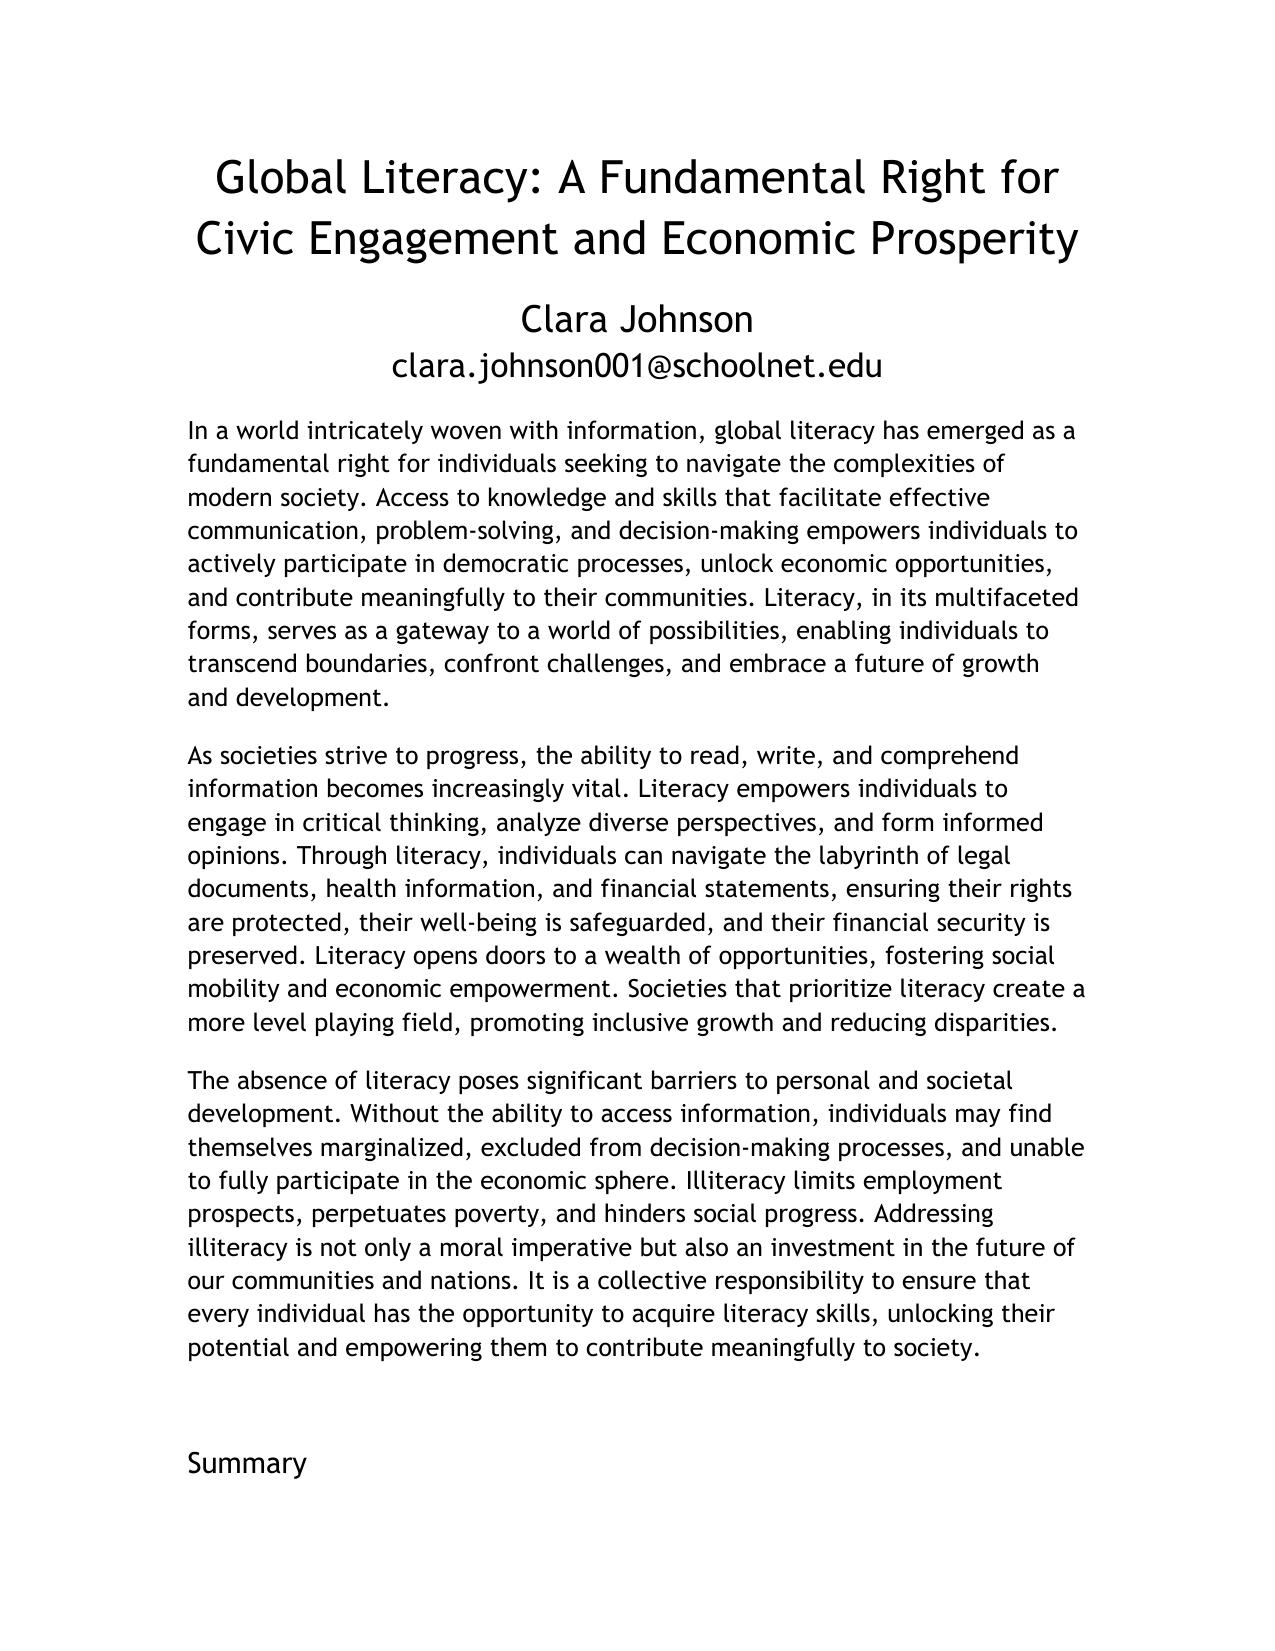 Global Literacy: A Fundamental Right for
Civic Engagement and Economic Prosperity
Clara Johnson
clara.johnson001@schoolnet.edu
In a world intricately woven with information, global literacy has emerged as a
fundamental right for individuals seeking to navigate the complexities of
modern society. Access to knowledge and skills that facilitate effective
communication, problem-solving, and decision-making empowers individuals to
actively participate in democratic processes, unlock economic opportunities,
and contribute meaningfully to their communities. Literacy, in its multifaceted
forms, serves as a gateway to a world of possibilities, enabling individuals to
transcend boundaries, confront challenges, and embrace a future of growth
and development.
As societies strive to progress, the ability to read, write, and comprehend
information becomes increasingly vital. Literacy empowers individuals to
engage in critical thinking, analyze diverse perspectives, and form informed
opinions. Through literacy, individuals can navigate the labyrinth of legal
documents, health information, and financial statements, ensuring their rights
are protected, their well-being is safeguarded, and their financial security is
preserved. Literacy opens doors to a wealth of opportunities, fostering social
mobility and economic empowerment. Societies that prioritize literacy create a
more level playing field, promoting inclusive growth and reducing disparities.
The absence of literacy poses significant barriers to personal and societal
development. Without the ability to access information, individuals may find
themselves marginalized, excluded from decision-making processes, and unable
to fully participate in the economic sphere. Illiteracy limits employment
prospects, perpetuates poverty, and hinders social progress. Addressing
illiteracy is not only a moral imperative but also an investment in the future of
our communities and nations. It is a collective responsibility to ensure that
every individual has the opportunity to acquire literacy skills, unlocking their
potential and empowering them to contribute meaningfully to society.
Summary